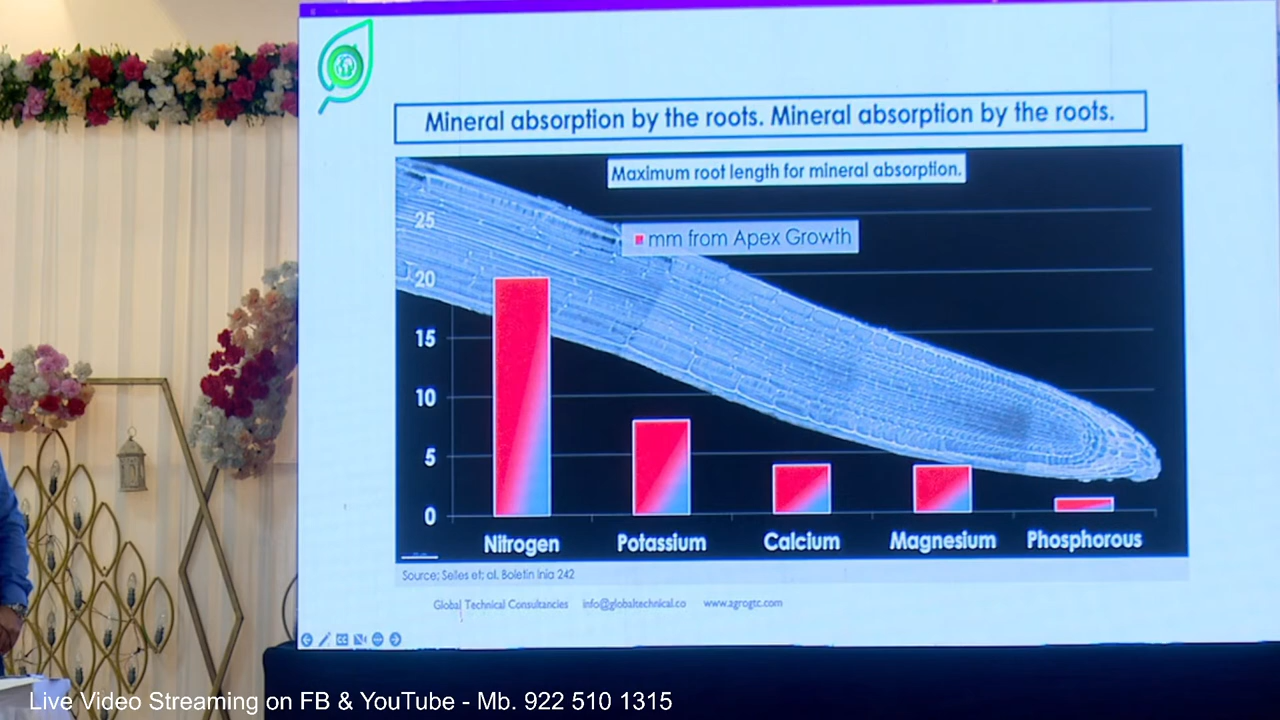 Mineral absorption by the roots. Mineral absorption by the roots.
Maximum root length for mineral absorption.
mm from Apex Growth
25
20
15
10
5
0
Nitrogen Potassium Calcium Magnesium Phosphorous
Source; Selles et; al. Boletin Inia 242
Global Technical Consultancies info@globaltechnical.co www.agrogtc.com
Live Video Streaming on FB & YouTube - Mb. 922 510 1315